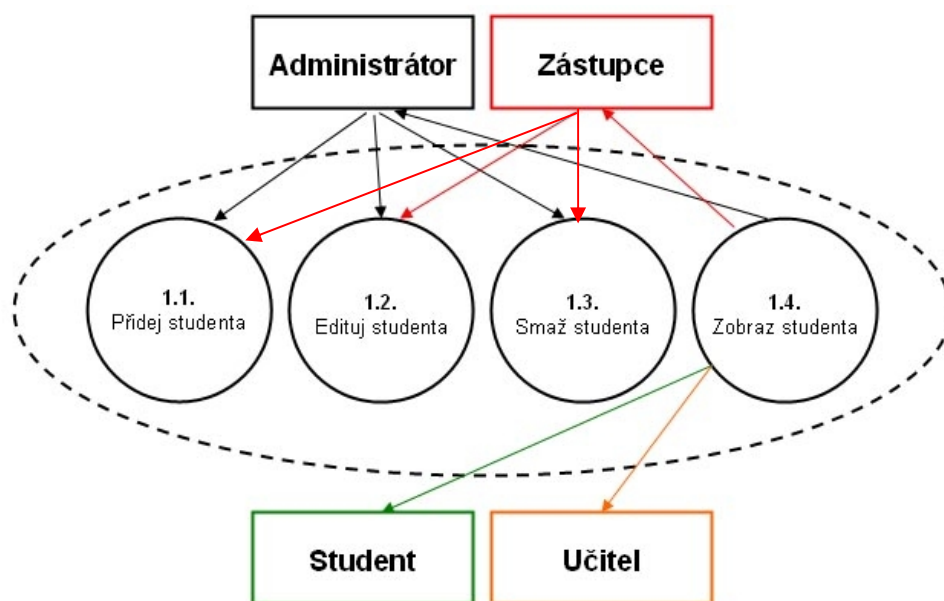 Administrátor
Zástupce
1.1.
Přidej studenta
1.2.
Edituj studenta
1.3.
Smaž studenta
1.4.
Zobraz studenta
Student
Učitel